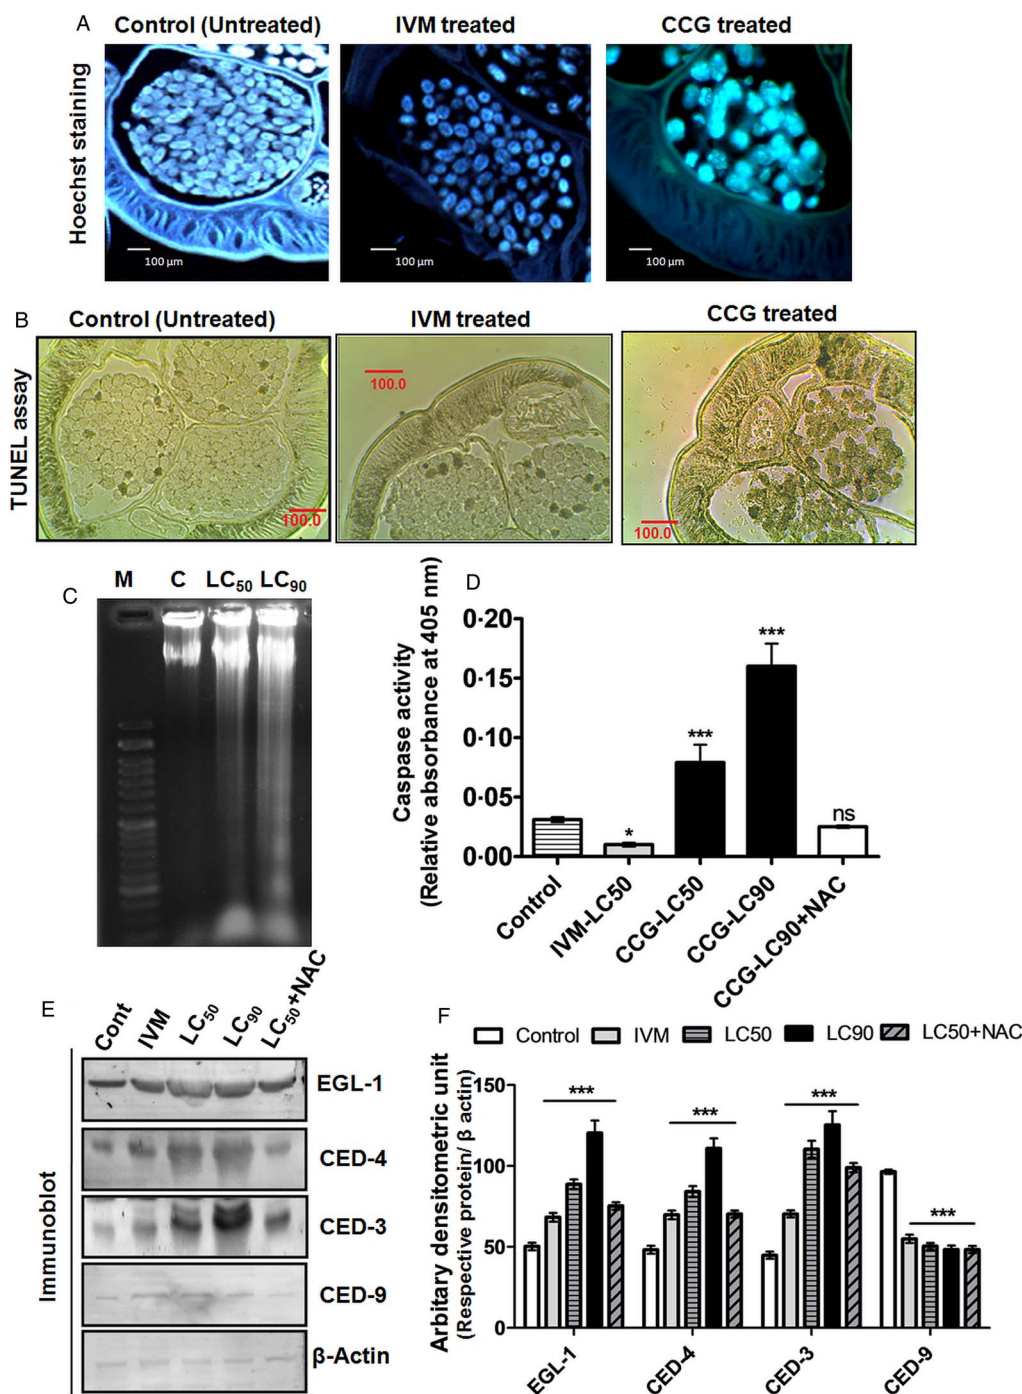 A
Control (Untreated)
IVM treated
CCG treated
Hoechst staining
100 µm
100 µm
100 µm
B
Control (Untreated)
IVM treated
CCG treated
TUNEL assay
100.0
100.0
100.0
C
M C LC50 LC90
D
Caspase activity
(Relative absorbance at 405 nm)
0·20
0·15
0·10
0·05
0·00
*
***
***
ns
Control
IVM-LC50
CCG-LC50
CCG-LC90
CCG-LC90+NAC
E
Cont IVM LC50 LC90 LC50+NAC
Immunoblot
EGL-1
CED-4
CED-3
CED-9
β-Actin
F
Control IVM LC50 LC90 LC50+NAC
Arbitary densitometric unit
(Respective protein/ β actin)
150
100
50
0
***
***
***
***
EGL-1
CED-4
CED-3
CED-9